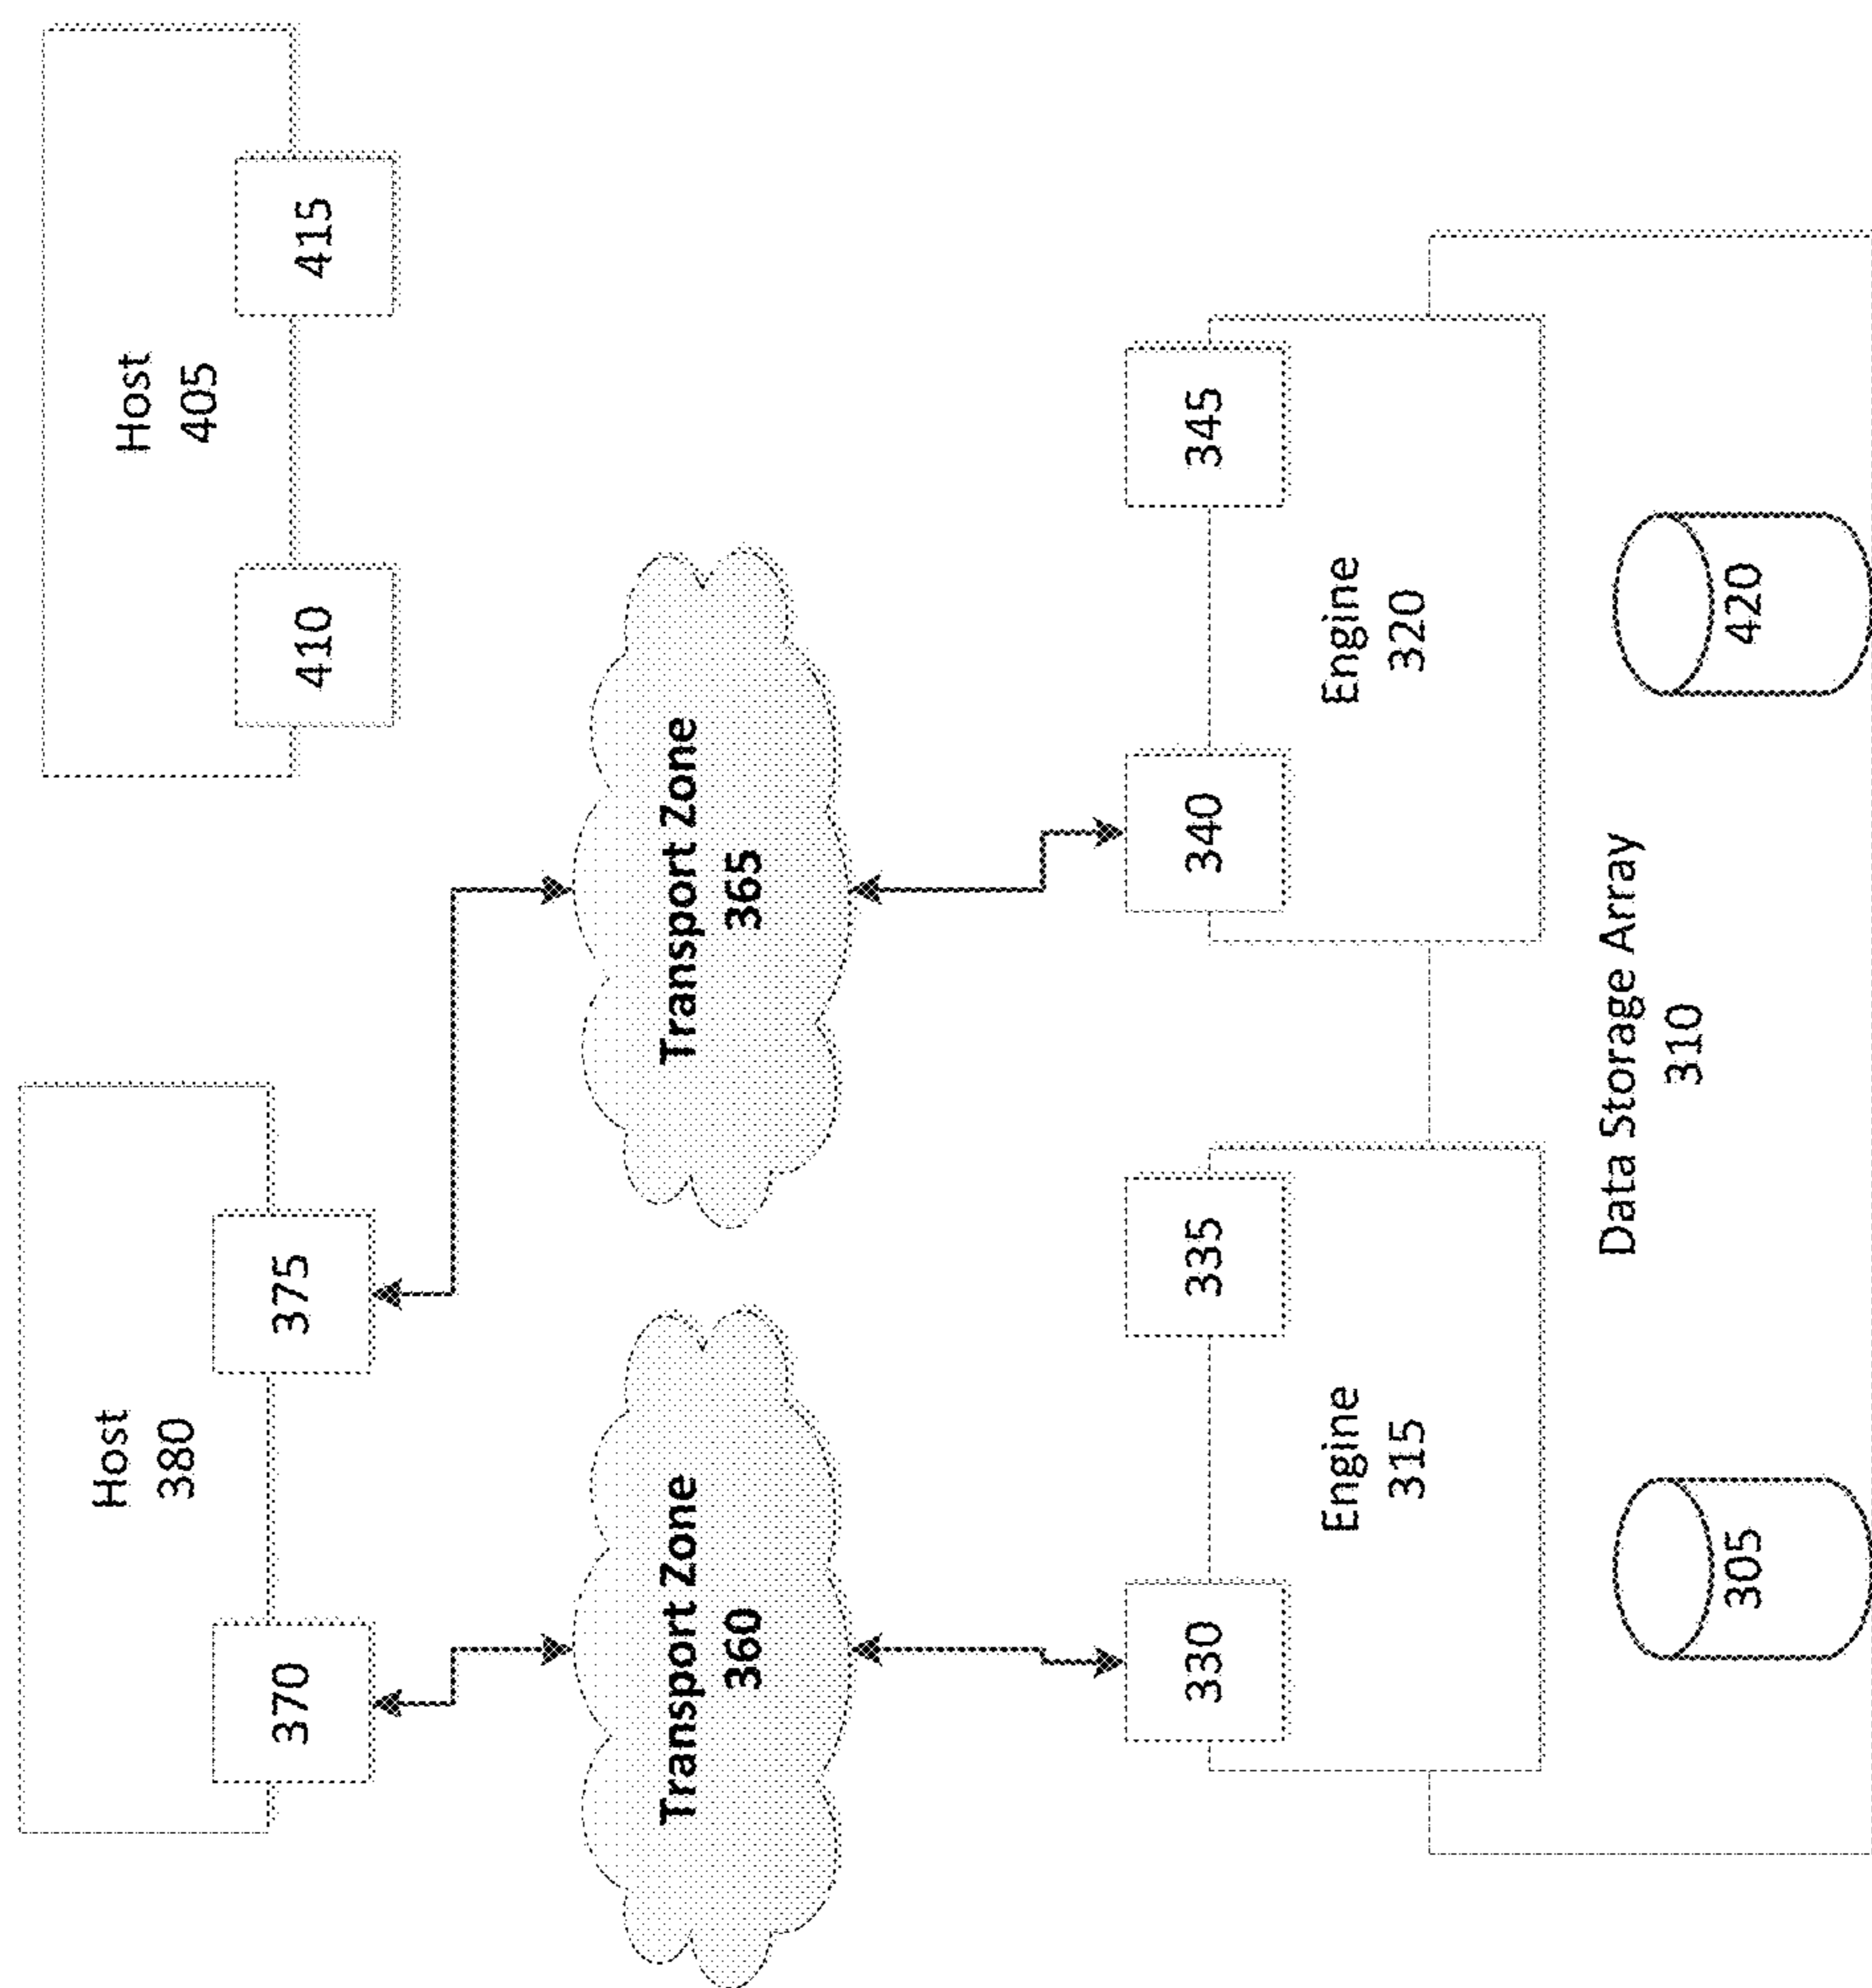 Host
380
370
375
Host
405
410
415
Transport Zone
360
Transport Zone
365
330
335
340
345
Engine
315
Engine
320
Data Storage Array
310
305
420